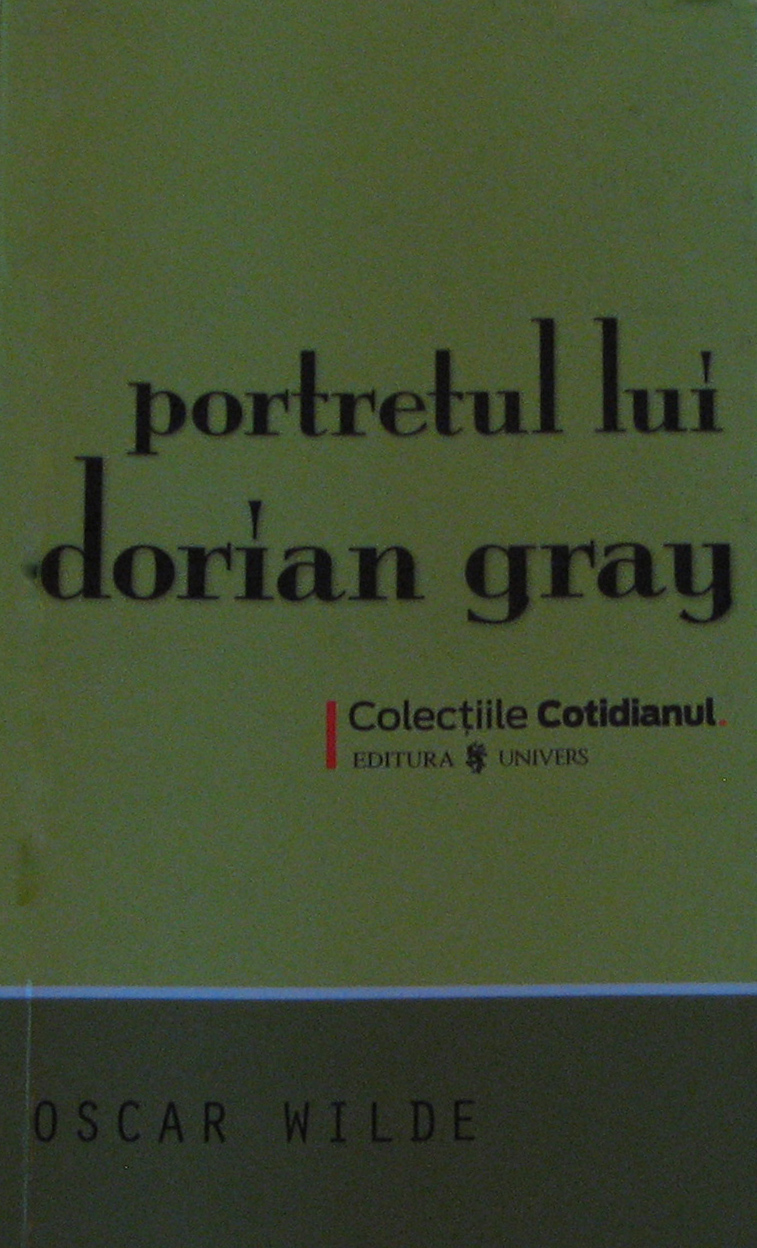 portretul lui
dorian gray
Colecțiile Cotidianul.
EDITURA UNIVERS
OSCAR WILDE